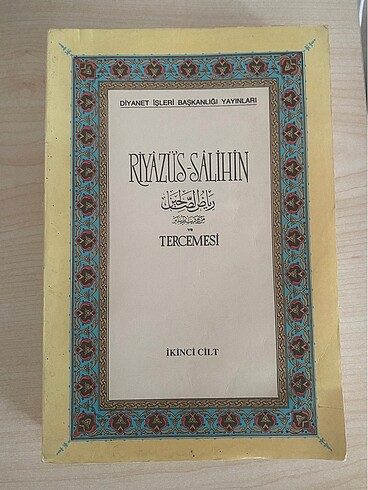 DİYANET İŞLERİ BAŞKANLIĞI YAYINLARI
RİYÂZÜ'S-SÂLİHÎN
رياض الصالحين
ve
TERCEMESİ
İKİNCİ CİLT